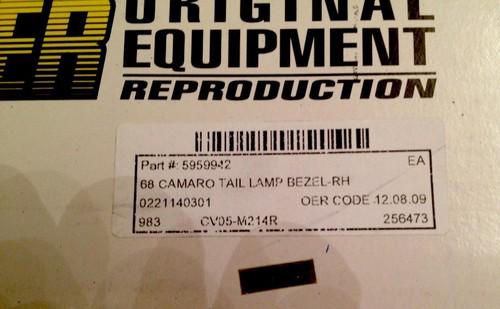 ER
ORIGINAL
EQUIPMENT
REPRODUCTION
Part #: 5959942 EA
68 CAMARO TAIL LAMP BEZEL-RH
0221140301 OER CODE 12.08.09
983 CV05-M214R 256473